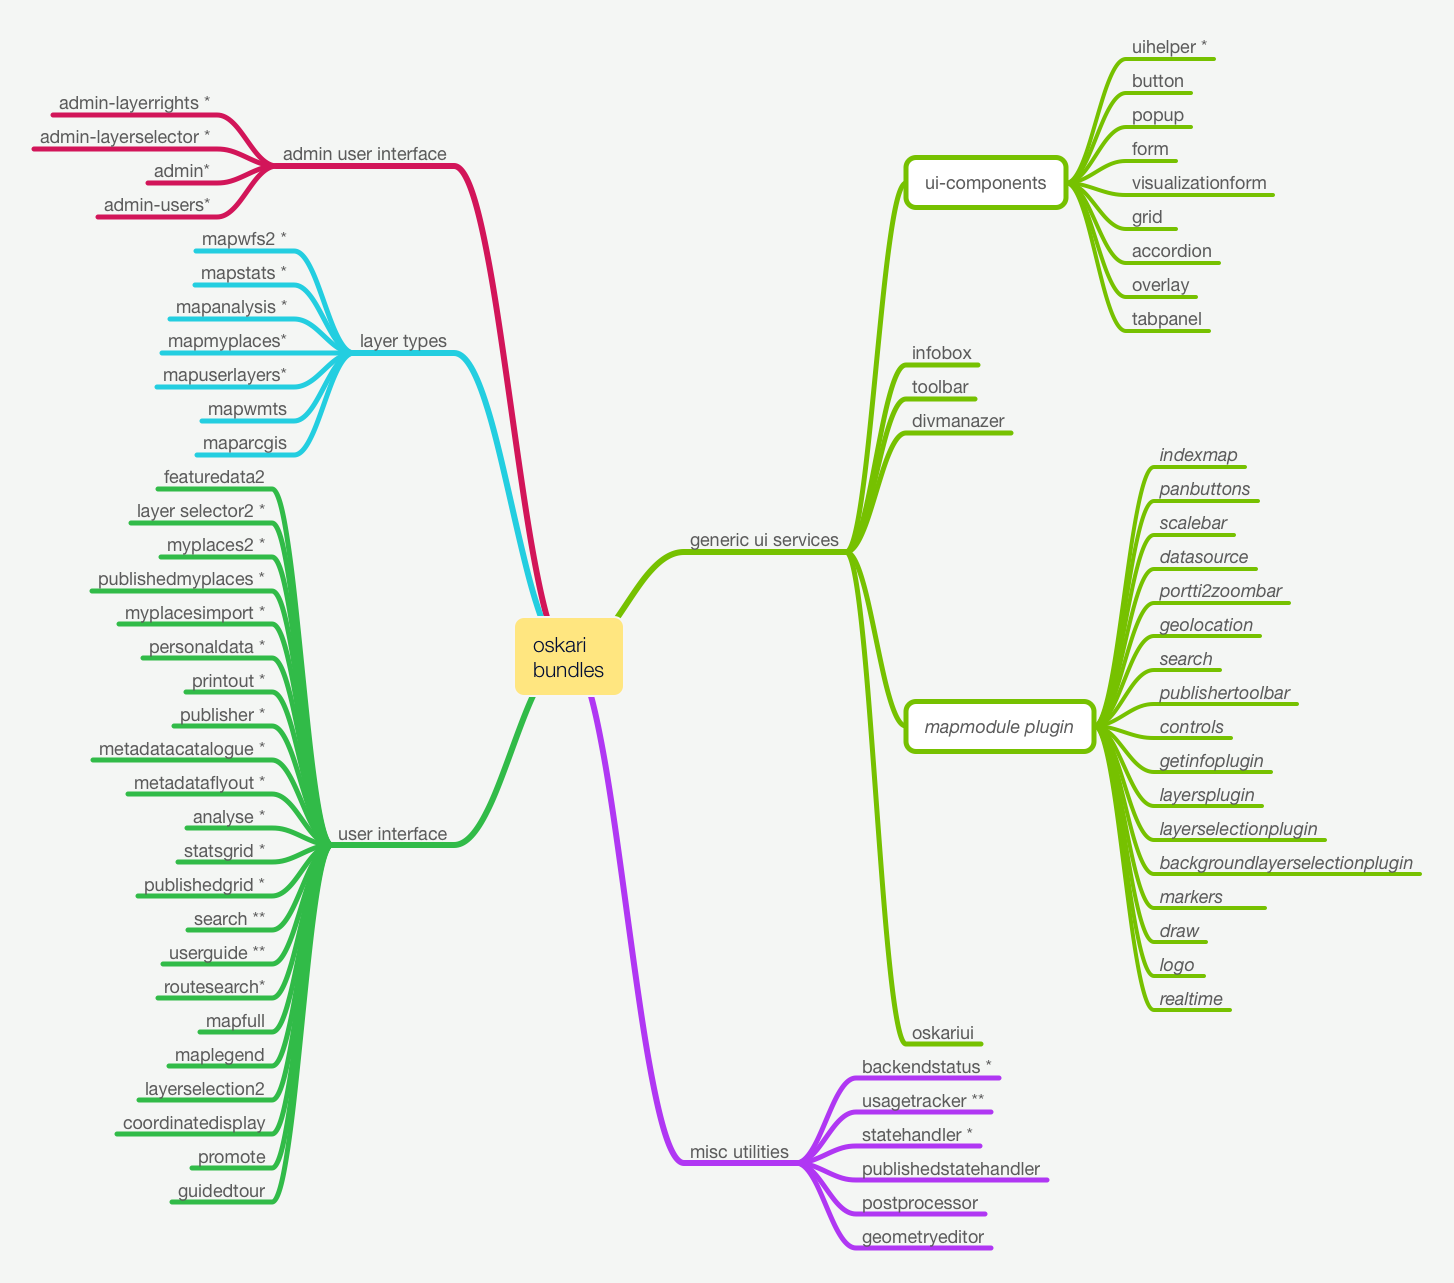 oskari
bundles
admin user interface
admin-layerrights *
admin-layerselector *
admin*
admin-users*
layer types
mapwfs2 *
mapstats *
mapanalysis *
mapmyplaces*
mapuserlayers*
mapwmts
maparcgis
user interface
featuredata2
layer selector2 *
myplaces2 *
publishedmyplaces *
myplacesimport *
personaldata *
printout *
publisher *
metadatacatalogue *
metadataflyout *
analyse *
statsgrid *
publishedgrid *
search **
userguide **
routesearch*
mapfull
maplegend
layerselection2
coordinatedisplay
promote
guidedtour
generic ui services
ui-components
uihelper *
button
popup
form
visualizationform
grid
accordion
overlay
tabpanel
infobox
toolbar
divmanazer
mapmodule plugin
indexmap
panbuttons
scalebar
datasource
portti2zoombar
geolocation
search
publishertoolbar
controls
getinfoplugin
layersplugin
layerselectionplugin
backgroundlayerselectionplugin
markers
draw
logo
realtime
oskariui
misc utilities
backendstatus *
usagetracker **
statehandler *
publishedstatehandler
postprocessor
geometryeditor